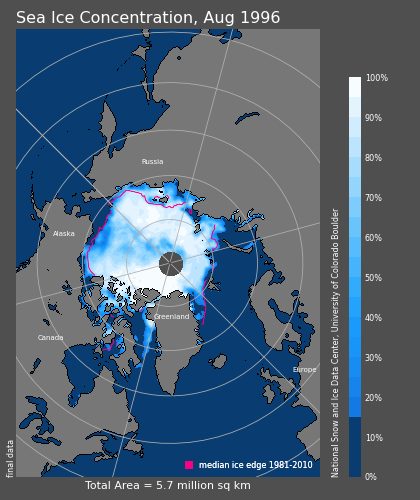 Sea Ice Concentration, Aug 1996
100%
90%
80%
70%
60%
50%
40%
30%
20%
10%
0%
Russia
Alaska
Greenland
Canada
Europe
median ice edge 1981-2010
Total Area = 5.7 million sq km
final data
National Snow and Ice Data Center, University of Colorado Boulder